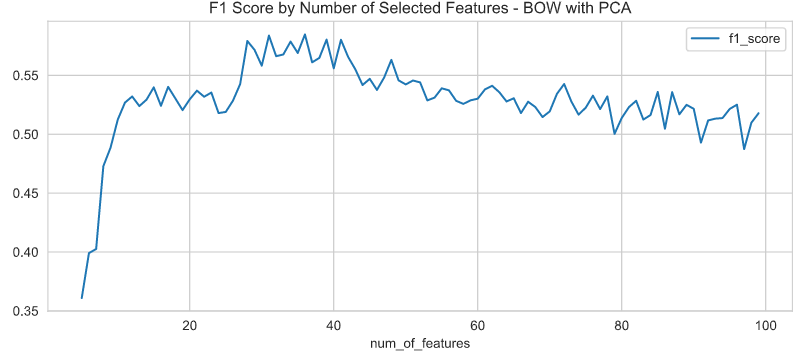 F1 Score by Number of Selected Features - BOW with PCA
f1_score
0.55
0.50
0.45
0.40
0.35
20 40 60 80 100
num_of_features